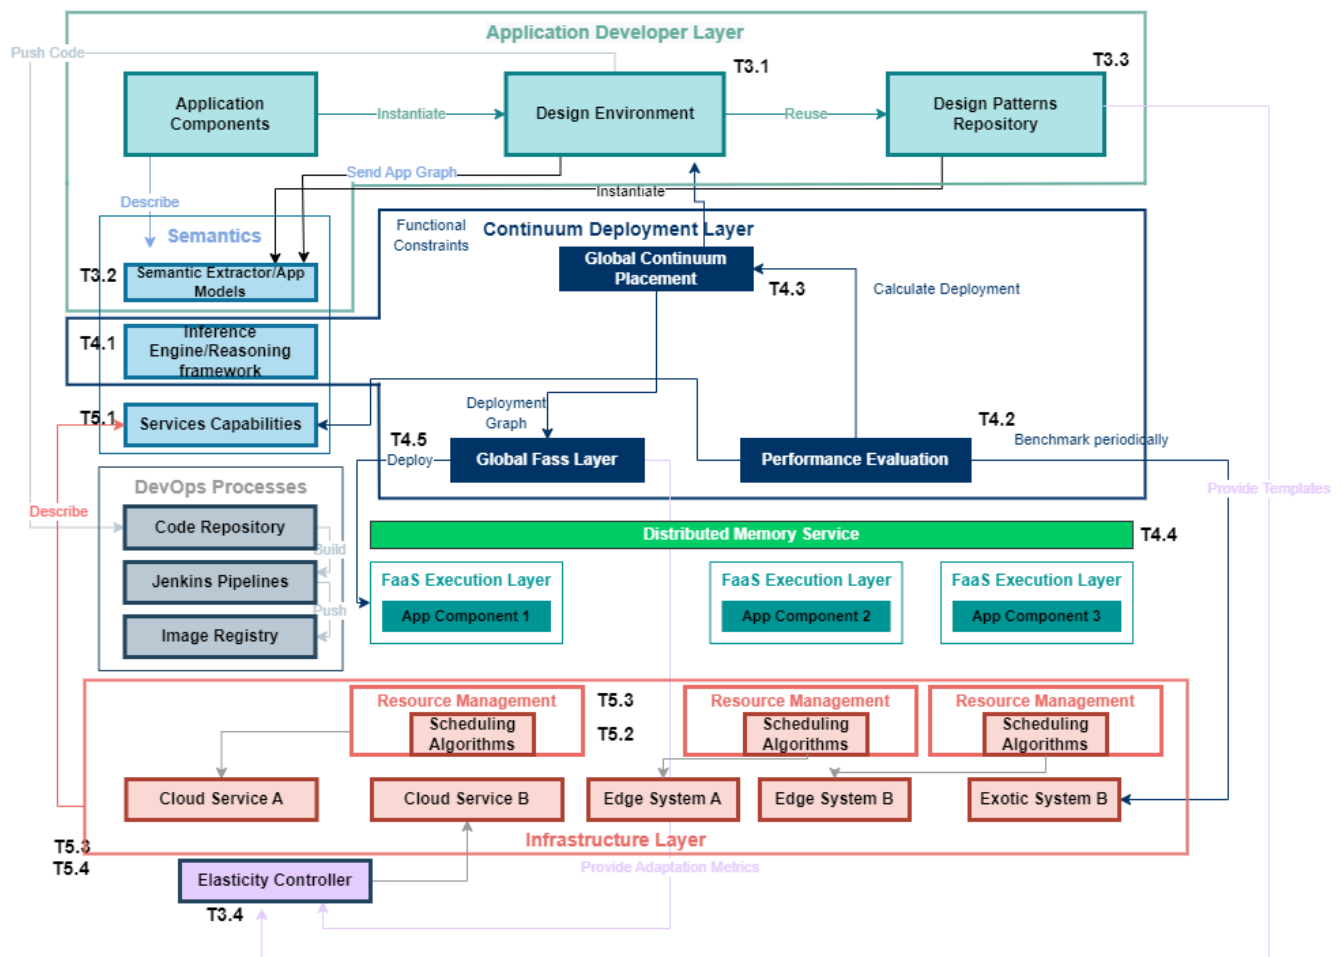 Application Developer Layer
Push Code
T3.1
T3.3
Application
Components
Instantiate
Design Environment
Reuse
Design Patterns
Repository
Send App Graph
Instantiate
Describe
Semantics
Functional
Constraints
Continuum Deployment Layer
T3.2
Semantic Extractor/App
Models
Global Continuum
Placement
T4.3
Calculate Deployment
T4.1
Inference
Engine/Reasoning
framework
T5.1
Services Capabilities
Deployment
Graph
T4.5
Deploy
Global Fass Layer
T4.2
Performance Evaluation
Benchmark periodically
DevOps Processes
Provide Templates
Describe
Code Repository
Build
Distributed Memory Service
T4.4
Jenkins Pipelines
Push
Image Registry
FaaS Execution Layer
App Component 1
FaaS Execution Layer
App Component 2
FaaS Execution Layer
App Component 3
Resource Management
Scheduling
Algorithms
T5.3
T5.2
Resource Management
Scheduling
Algorithms
Resource Management
Scheduling
Algorithms
Cloud Service A
Cloud Service B
Edge System A
Edge System B
Exotic System B
Infrastructure Layer
T5.3
T5.4
Provide Adaptation Metrics
Elasticity Controller
T3.4